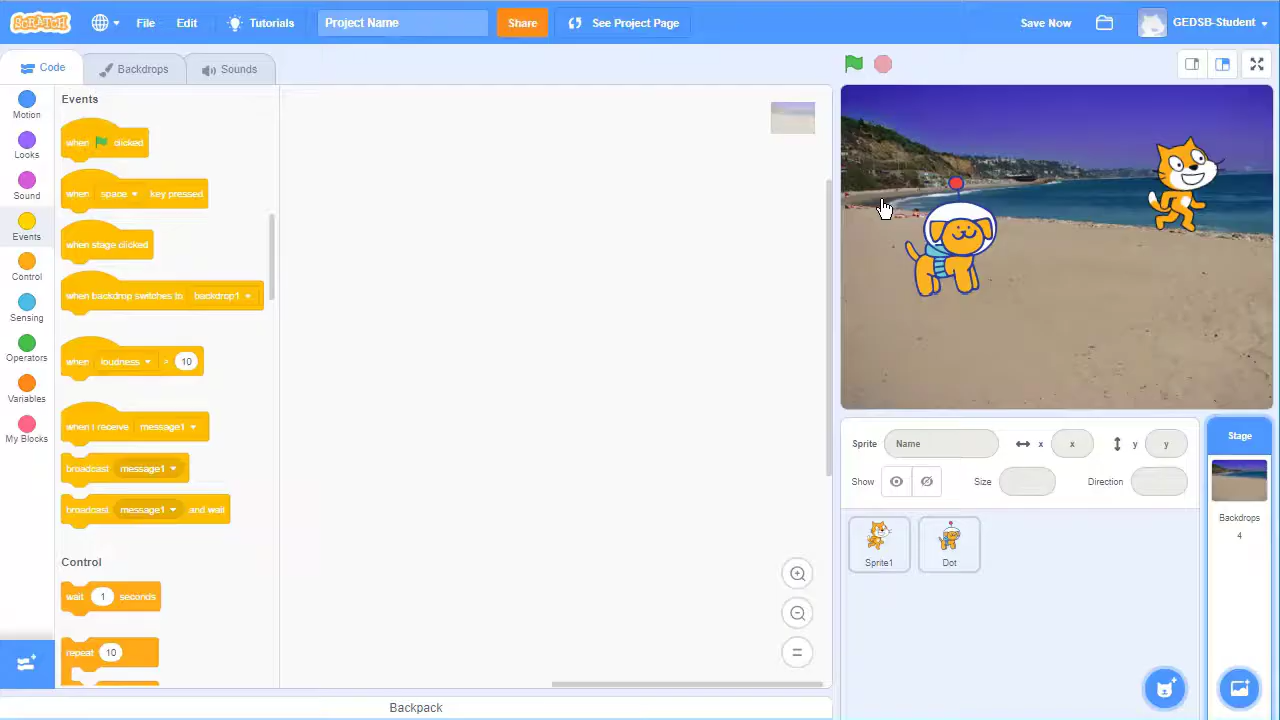 SCRATCH
File
Edit
Tutorials
Project Name
Share
See Project Page
Save Now
GEDSB-Student
Code
Backdrops
Sounds
Motion
Looks
Sound
Events
Control
Sensing
Operators
Variables
My Blocks
Events
when clicked
when space key pressed
when stage clicked
when backdrop switches to backdrop1
when loudness > 10
when I receive message1
broadcast message1
broadcast message1 and wait
Control
wait 1 seconds
repeat 10
Sprite Name x x y y
Show Size Direction
Sprite1
Dot
Stage
Backdrops
4
Backpack